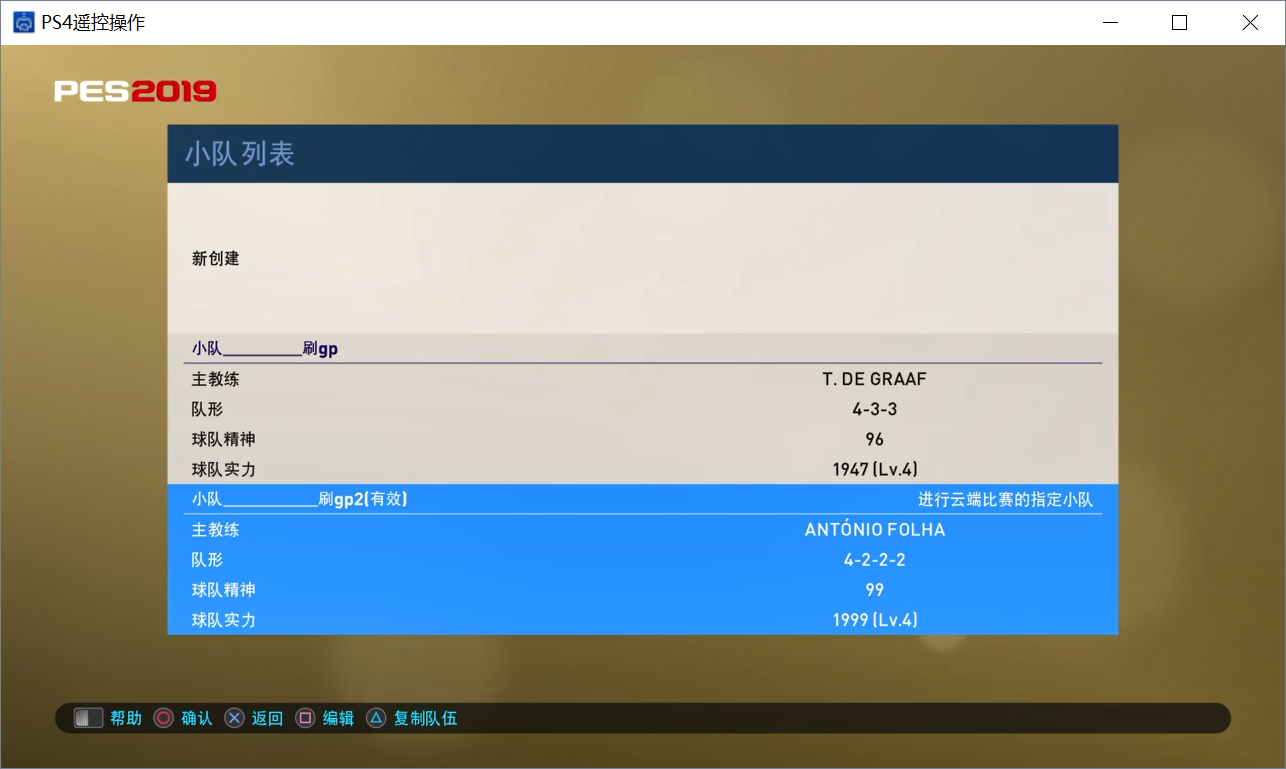 PS4遥控操作
PES2019
小队列表
新创建
小队__________刷gp
主教练 T. DE GRAAF
队形 4-3-3
球队精神 96
球队实力 1947 (Lv.4)
小队____________刷gp2(有效) 进行云端比赛的指定小队
主教练 ANTÓNIO FOLHA
队形 4-2-2-2
球队精神 99
球队实力 1999 (Lv.4)
帮助 确认 返回 编辑 复制队伍